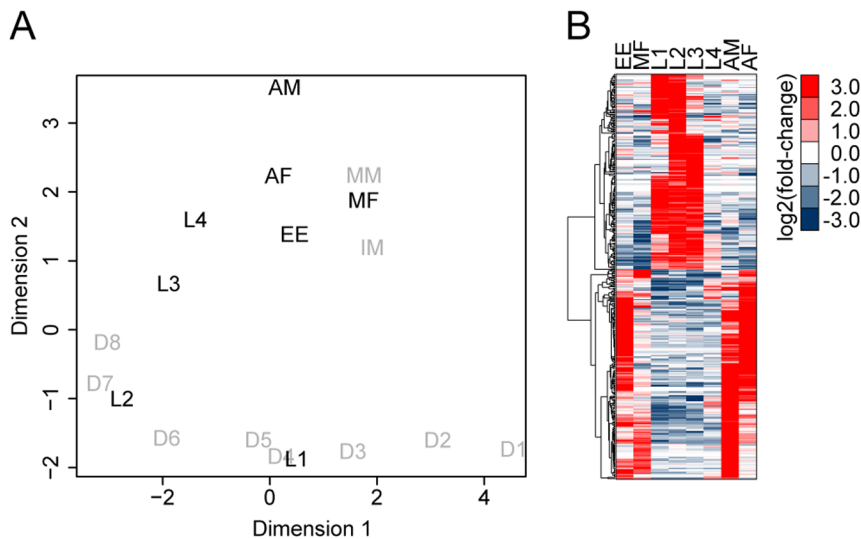 A
B
EE MF L1 L2 L3 L4 AM AF
AM
3
AF MM
2
MF
L4
EE
IM
1
L3
0
D8
D7
−1
L2
D6 D5 D4 L1 D3 D2 D1
−2
−2 0 2 4
Dimension 1
Dimension 2
log2(fold-change)
3.0
2.0
1.0
0.0
-1.0
-2.0
-3.0